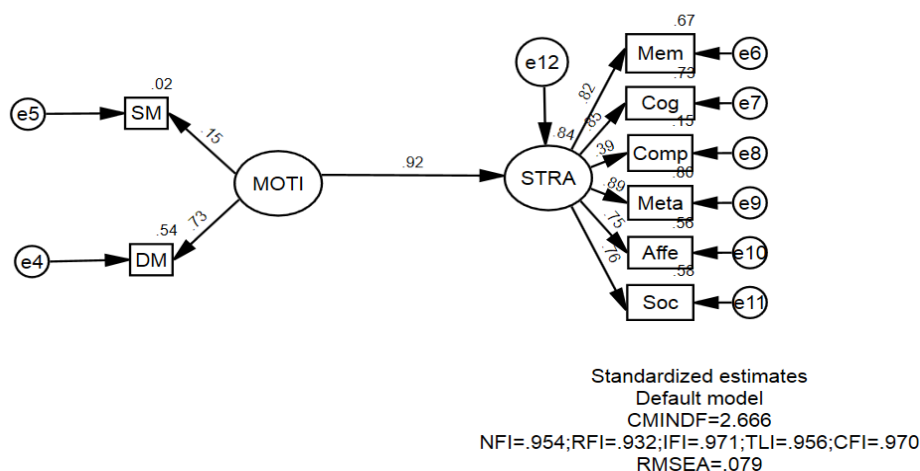 .67
e12
Mem
e6
.02
.73
.82
e5
SM
Cog
e7
.15
.85
.15
.84
.39
Comp
e8
.92
.80
MOTI
STRA
.89
Meta
e9
.73
.75
.56
.54
.76
Affe
e10
e4
DM
.58
Soc
e11
Standardized estimates
Default model
CMINDF=2.666
NFI=.954;RFI=.932;IFI=.971;TLI=.956;CFI=.970
RMSEA=.079